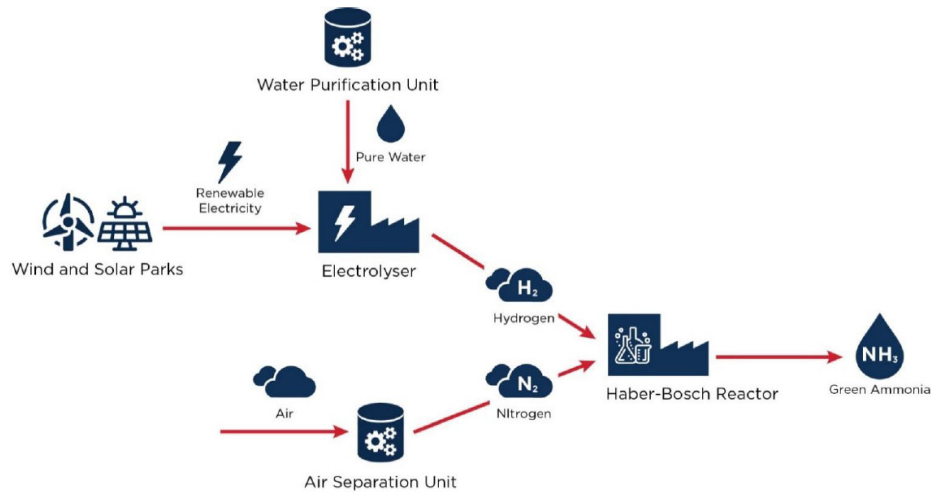 Water Purification Unit
Pure Water
Renewable
Electricity
Wind and Solar Parks
Electrolyser
H₂
Hydrogen
N₂
NItrogen
Air
Air Separation Unit
Haber-Bosch Reactor
NH₃
Green Ammonia